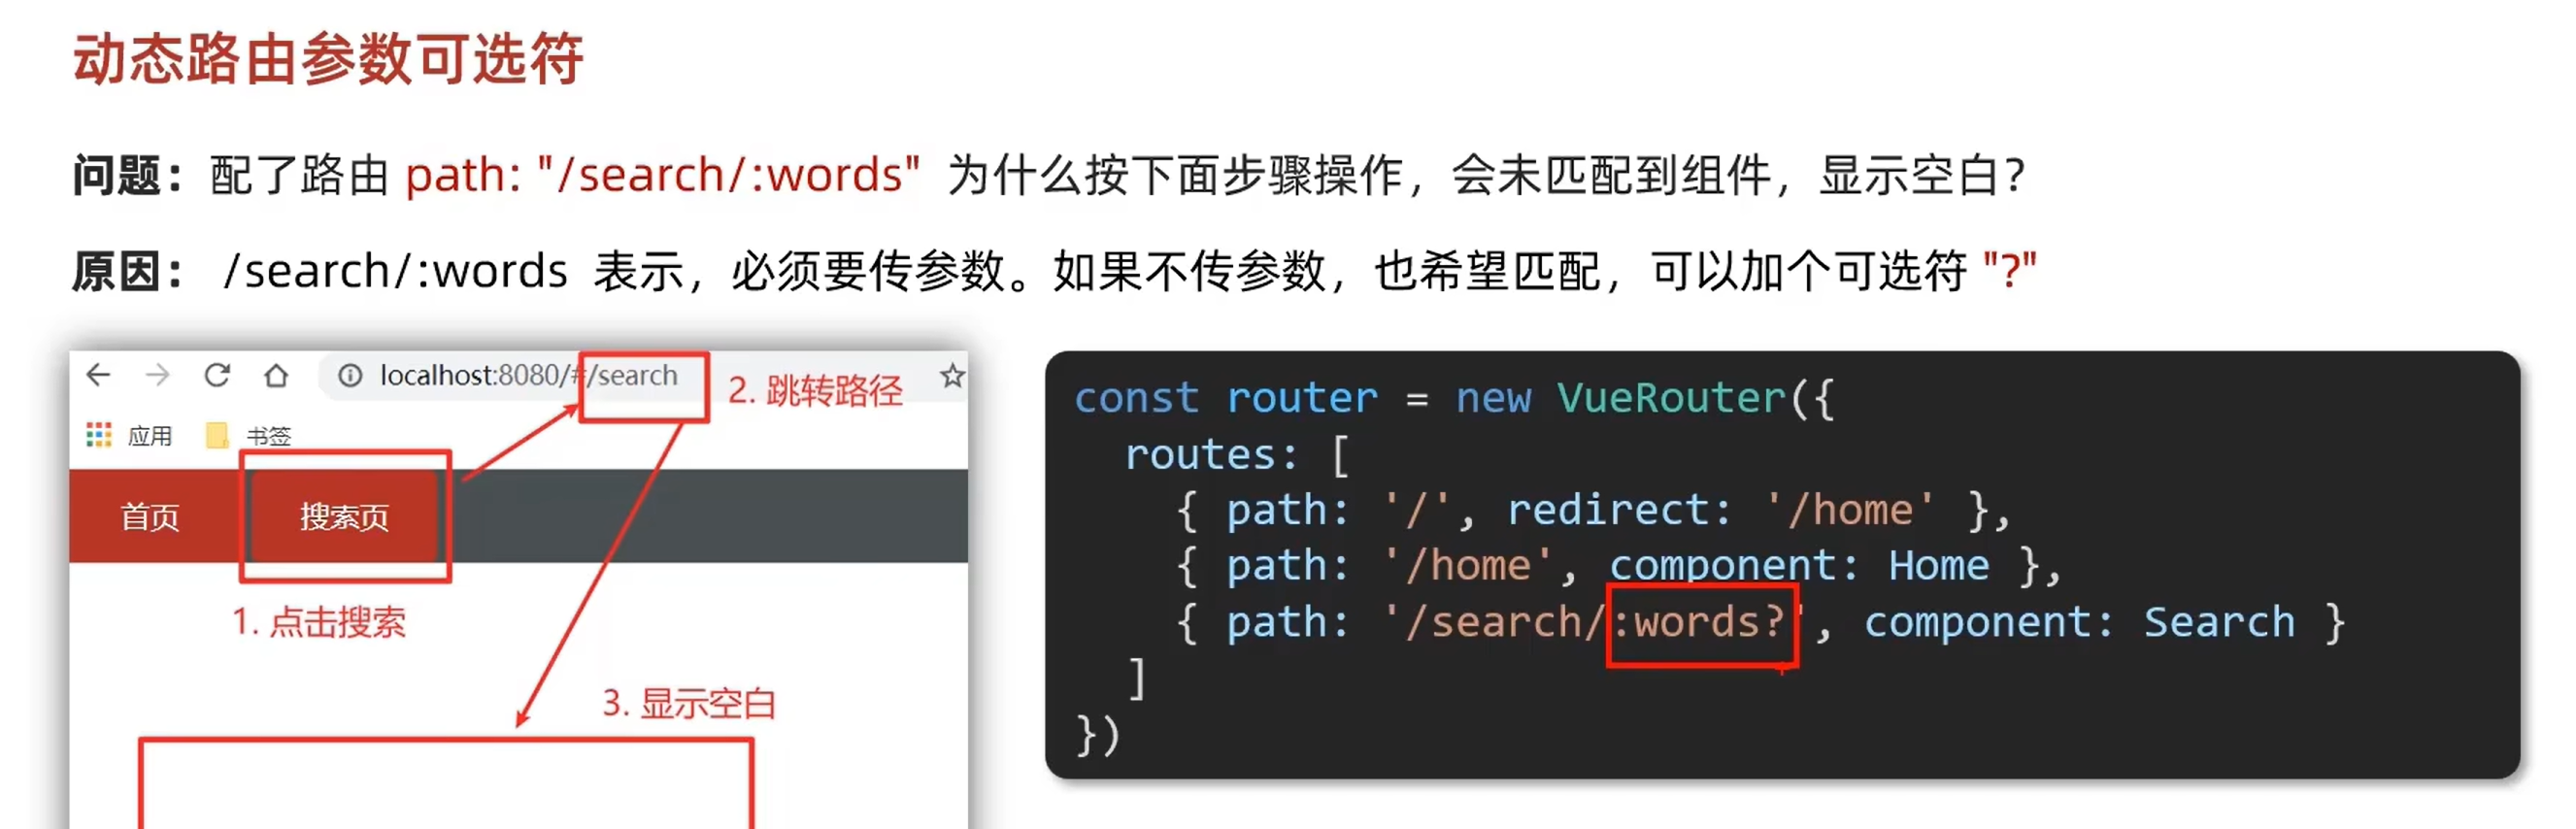 动态路由参数可选符
问题：配了路由 path: "/search/:words" 为什么按下面步骤操作，会未匹配到组件，显示空白？
原因： /search/:words 表示，必须要传参数。如果不传参数，也希望匹配，可以加个可选符 "?"
localhost:8080/#/search
2. 跳转路径
应用 书签
首页 搜索页
1. 点击搜索
3. 显示空白
const router = new VueRouter({
routes: [
{ path: '/', redirect: '/home' },
{ path: '/home', component: Home },
{ path: '/search/:words?', component: Search }
]
})